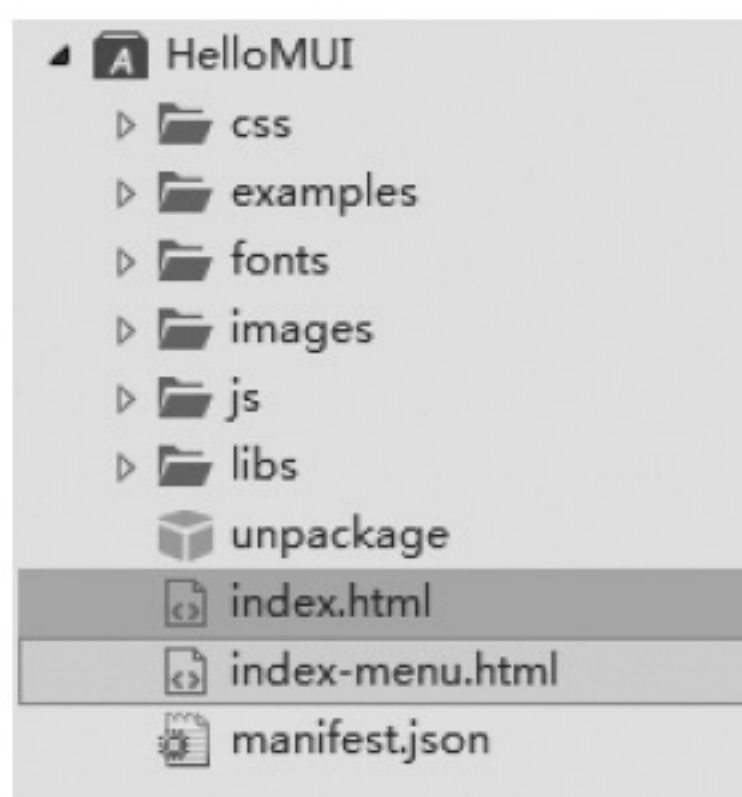 HelloMUI
css
examples
fonts
images
js
libs
unpackage
index.html
index-menu.html
manifest.json